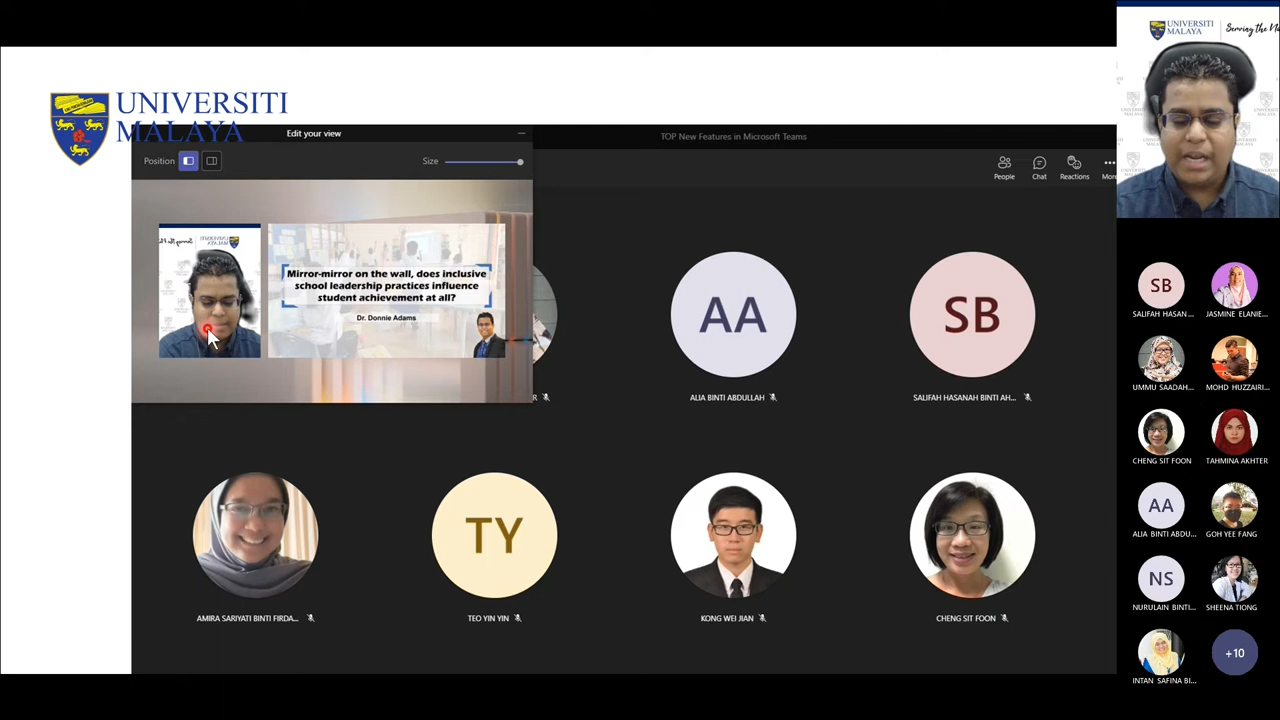 UNIVERSITI
MALAYA
Edit your view
TOP New Features in Microsoft Teams
Position
Size
People
Chat
Reactions
Mor
Mirror-mirror on the wall, does inclusive
school leadership practices influence
student achievement at all?
Dr. Donnie Adams
R
AA
ALIA BINTI ABDULLAH
SB
SALIFAH HASANAH BINTI AH...
AMIRA SARIYATI BINTI FIRDA...
TY
TEO YIN YIN
KONG WEI JIAN
CHENG SIT FOON
UNIVERSITI
MALAYA
Serving the Na
SB
SALIFAH HASAN ...
JASMINE ELANIE...
UMMU SAADAH...
MOHD HUZZAIRI...
CHENG SIT FOON
TAHMINA AKHTER
AA
ALIA BINTI ABDU...
GOH YEE FANG
NS
NURULAIN BINTI...
SHEENA TIONG
INTAN SAFINA BI...
+10